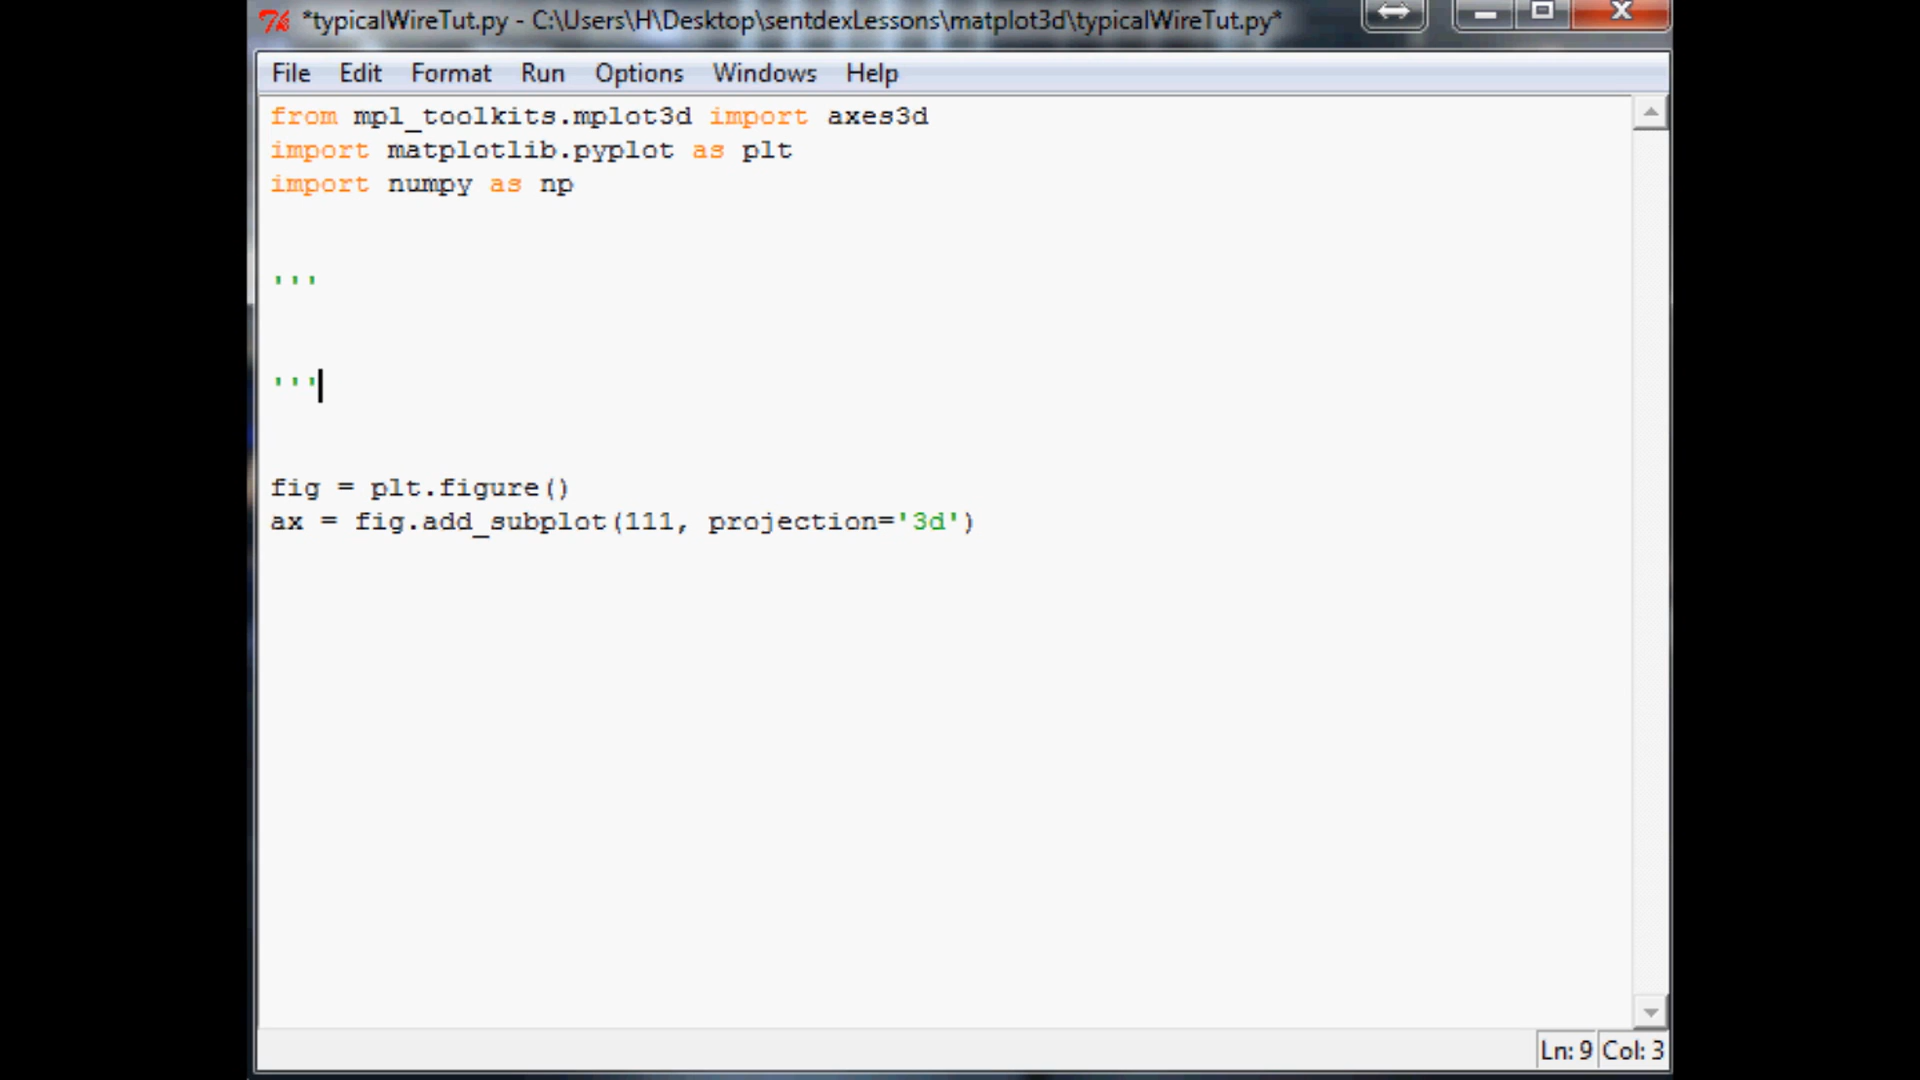 *typicalWireTut.py - C:\Users\H\Desktop\sentdexLessons\matplot3d\typicalWireTut.py*
File Edit Format Run Options Windows Help
from mpl_toolkits.mplot3d import axes3d
import matplotlib.pyplot as plt
import numpy as np
'''
'''
fig = plt.figure()
ax = fig.add_subplot(111, projection='3d')
Ln: 9 Col: 3